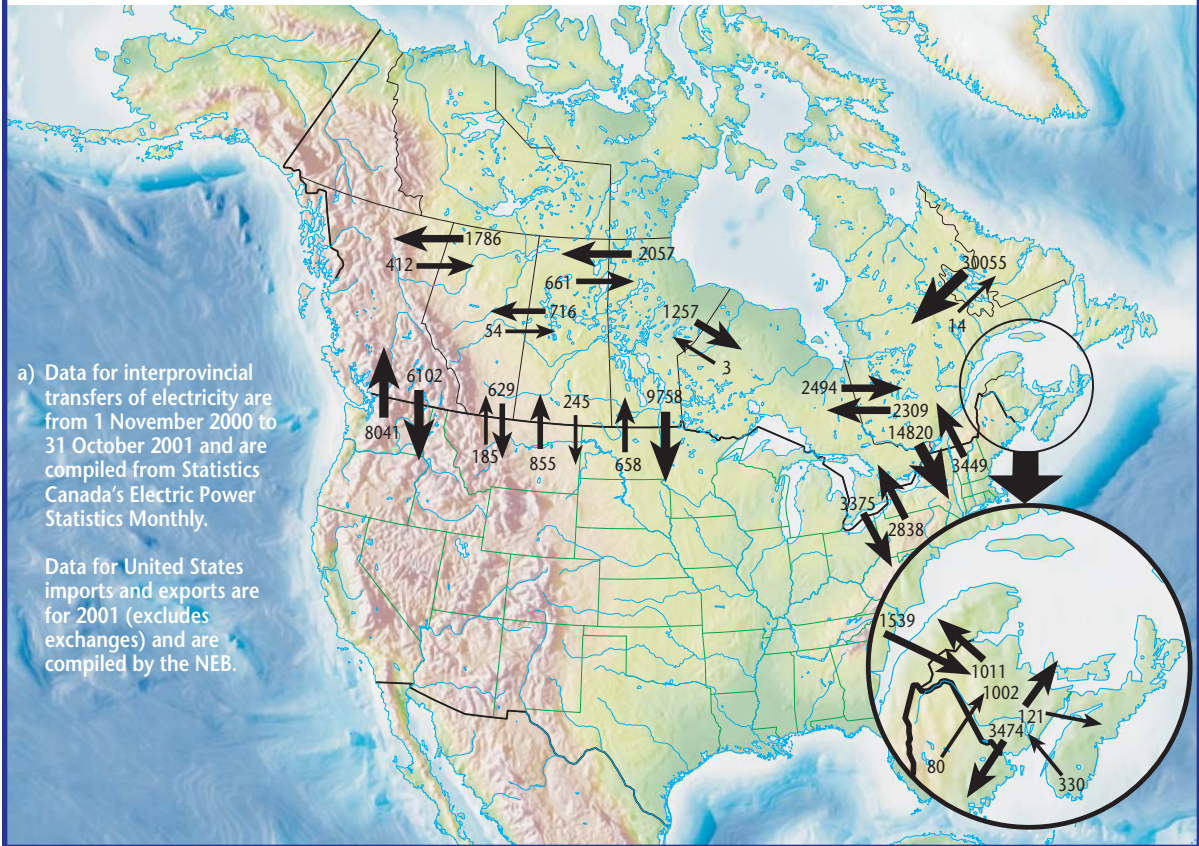 1786
412
2057
661
716
54
1257
3
30055
14
2494
2309
14820
3449
3375
2838
6102
8041
629
185
855
245
658
9758
a) Data for interprovincial
transfers of electricity are
from 1 November 2000 to
31 October 2001 and are
compiled from Statistics
Canada’s Electric Power
Statistics Monthly.
Data for United States
imports and exports are
for 2001 (excludes
exchanges) and are
compiled by the NEB.
1539
1011
1002
121
3474
80
330